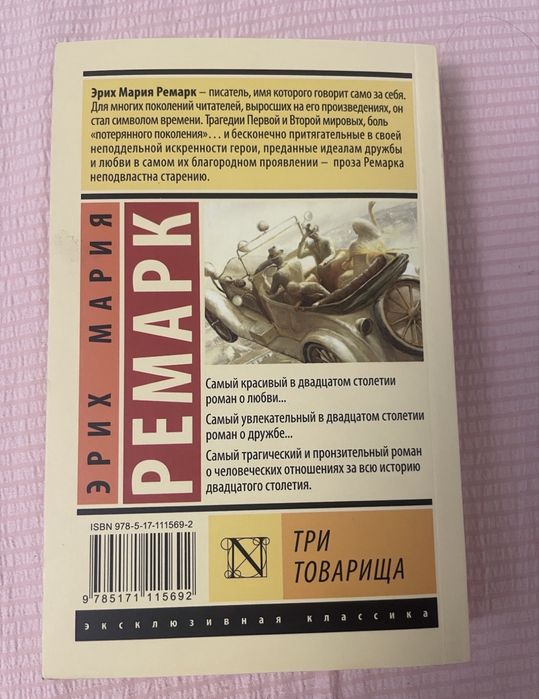 Эрих Мария Ремарк – писатель, имя которого говорит само за себя.
Для многих поколений читателей, выросших на его произведениях, он
стал символом времени. Трагедии Первой и Второй мировых, боль
«потерянного поколения»… и бесконечно притягательные в своей
неподдельной искренности герои, преданные идеалам дружбы
и любви в самом их благородном проявлении – проза Ремарка
неподвластна старению.
ЭРИХ МАРИЯ
РЕМАРК
Самый красивый в двадцатом столетии
роман о любви...
Самый увлекательный в двадцатом столетии
роман о дружбе...
Самый трагический и пронзительный роман
о человеческих отношениях за всю историю
двадцатого столетия.
ISBN 978-5-17-111569-2
9 785171 115692
N
ТРИ
ТОВАРИЩА
эксклюзивная классика